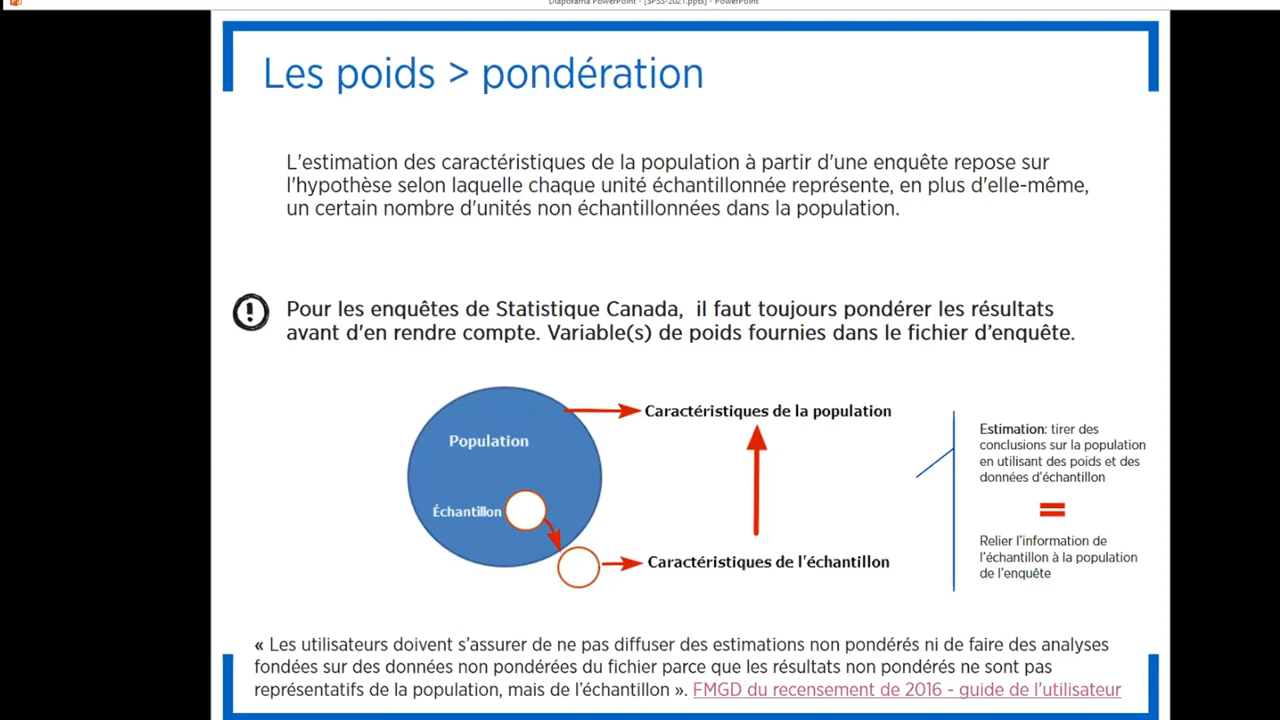 Diaporama PowerPoint - [SPSS-2021.pptx] - PowerPoint
Les poids > pondération
L'estimation des caractéristiques de la population à partir d'une enquête repose sur
l'hypothèse selon laquelle chaque unité échantillonnée représente, en plus d'elle-même,
un certain nombre d'unités non échantillonnées dans la population.
Pour les enquêtes de Statistique Canada, il faut toujours pondérer les résultats
avant d'en rendre compte. Variable(s) de poids fournies dans le fichier d'enquête.
Population
Échantillon
Caractéristiques de la population
Caractéristiques de l'échantillon
Estimation: tirer des
conclusions sur la population
en utilisant des poids et des
données d'échantillon
=
Relier l'information de
l'échantillon à la population
de l'enquête
« Les utilisateurs doivent s'assurer de ne pas diffuser des estimations non pondérés ni de faire des analyses
fondées sur des données non pondérées du fichier parce que les résultats non pondérés ne sont pas
représentatifs de la population, mais de l'échantillon ». FMGD du recensement de 2016 - guide de l'utilisateur